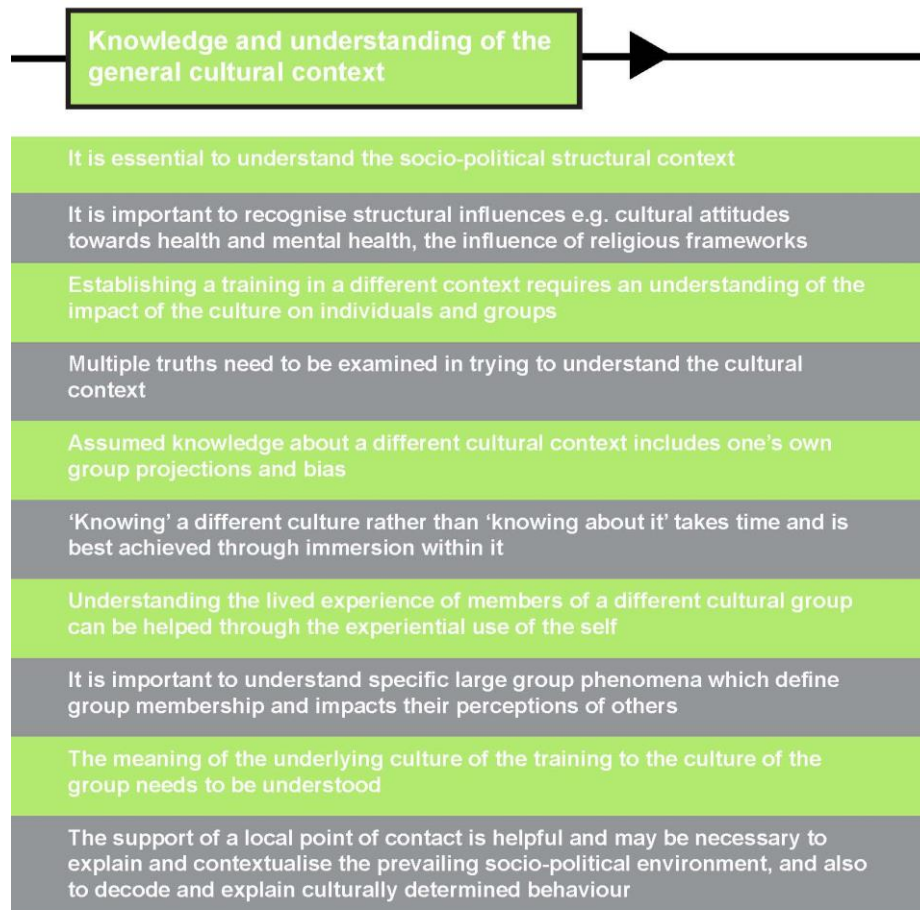 Knowledge and understanding of the
general cultural context
It is essential to understand the socio-political structural context
It is important to recognise structural influences e.g. cultural attitudes
towards health and mental health, the influence of religious frameworks
Establishing a training in a different context requires an understanding of the
impact of the culture on individuals and groups
Multiple truths need to be examined in trying to understand the cultural
context
Assumed knowledge about a different cultural context includes one’s own
group projections and bias
‘Knowing’ a different culture rather than ‘knowing about it’ takes time and is
best achieved through immersion within it
Understanding the lived experience of members of a different cultural group
can be helped through the experiential use of the self
It is important to understand specific large group phenomena which define
group membership and impacts their perceptions of others
The meaning of the underlying culture of the training to the culture of the
group needs to be understood
The support of a local point of contact is helpful and may be necessary to
explain and contextualise the prevailing socio-political environment, and also
to decode and explain culturally determined behaviour